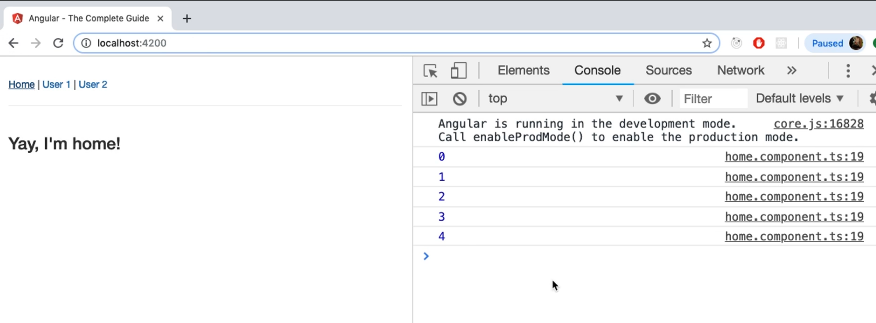 Angular - The Complete Guide
localhost:4200
Paused
Home | User 1 | User 2
Yay, I'm home!
Elements Console Sources Network »
top Filter Default levels
Angular is running in the development mode. core.js:16828
Call enableProdMode() to enable the production mode.
0 home.component.ts:19
1 home.component.ts:19
2 home.component.ts:19
3 home.component.ts:19
4 home.component.ts:19